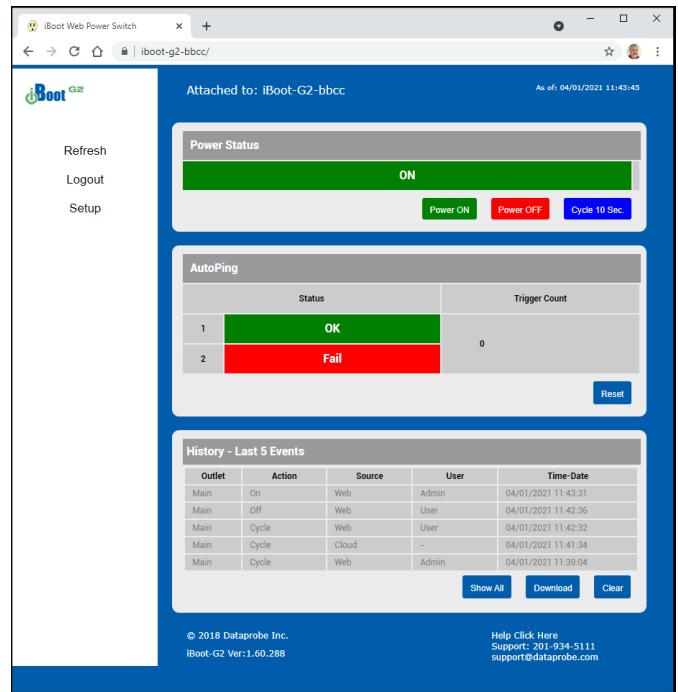 iBoot Web Power Switch
iboot-g2-bbcc/
iBoot G2
Attached to: iBoot-G2-bbcc
As of: 04/01/2021 11:43:45
Refresh
Logout
Setup
Power Status
ON
Power ON Power OFF Cycle 10 Sec.
AutoPing
Status Trigger Count
1 OK
0
2 Fail
Reset
History - Last 5 Events
Outlet Action Source User Time-Date
Main On Web Admin 04/01/2021 11:43:31
Main Off Web User 04/01/2021 11:42:36
Main Cycle Web User 04/01/2021 11:42:32
Main Cycle Cloud - 04/01/2021 11:41:34
Main Cycle Web Admin 04/01/2021 11:39:04
Show All Download Clear
© 2018 Dataprobe Inc.
iBoot-G2 Ver:1.60.288
Help Click Here
Support: 201-934-5111
support@dataprobe.com